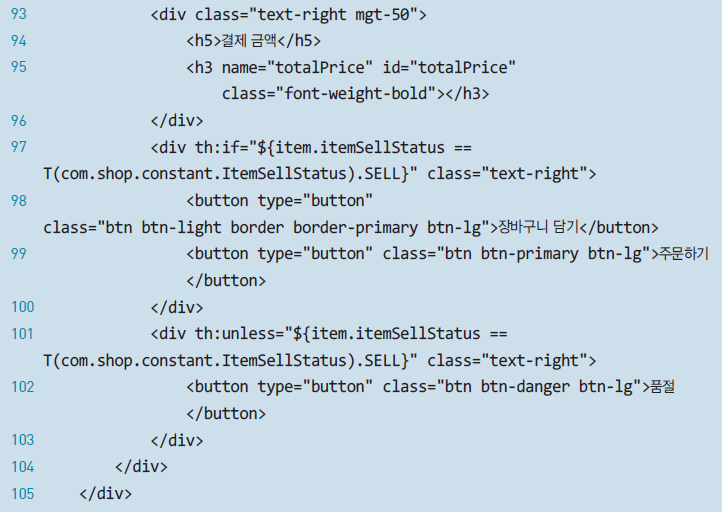 93 <div class="text-right mgt-50">
94 <h5>결제 금액</h5>
95 <h3 name="totalPrice" id="totalPrice"
class="font-weight-bold"></h3>
96 </div>
97 <div th:if="${item.itemSellStatus ==
T(com.shop.constant.ItemSellStatus).SELL}" class="text-right">
98 <button type="button"
class="btn btn-light border border-primary btn-lg">장바구니 담기</button>
99 <button type="button" class="btn btn-primary btn-lg">주문하기
</button>
100 </div>
101 <div th:unless="${item.itemSellStatus ==
T(com.shop.constant.ItemSellStatus).SELL}" class="text-right">
102 <button type="button" class="btn btn-danger btn-lg">품절
</button>
103 </div>
104 </div>
105 </div>